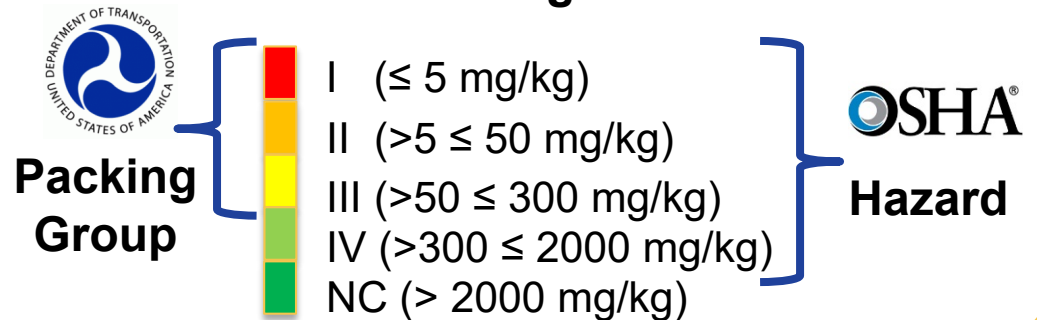 DEPARTMENT OF TRANSPORTATION
UNITED STATES OF AMERICA
Packing
Group
I (≤ 5 mg/kg)
II (>5 ≤ 50 mg/kg)
III (>50 ≤ 300 mg/kg)
IV (>300 ≤ 2000 mg/kg)
NC (> 2000 mg/kg)
OSHA®
Hazard